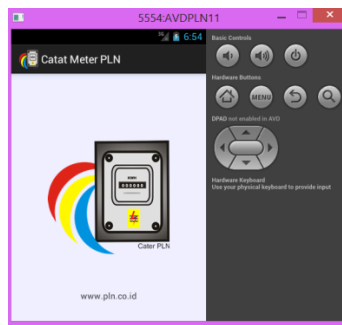 5554:AVDPLN11
3G 6:54
Catat Meter PLN
KWH
Cater PLN
www.pln.co.id
Basic Controls
Hardware Buttons
MENU
DPAD not enabled in AVD
Hardware Keyboard
Use your physical keyboard to provide input